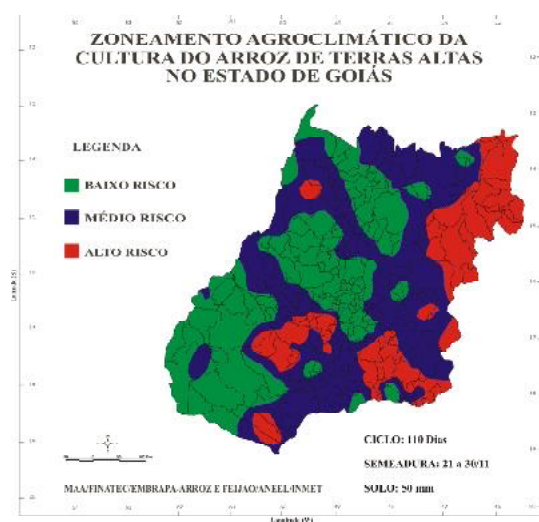 ZONEAMENTO AGROCLIMÁTICO DA
CULTURA DO ARROZ DE TERRAS ALTAS
NO ESTADO DE GOIÁS
LEGENDA
BAIXO RISCO
MÉDIO RISCO
ALTO RISCO
CICLO: 110 Dias
SEMEADURA: 21 a 30/11
SOLO: 50 mm
MAA/FINATEC/EMBRAPA-ARROZ E FEIJAO/ANEEL/INMET